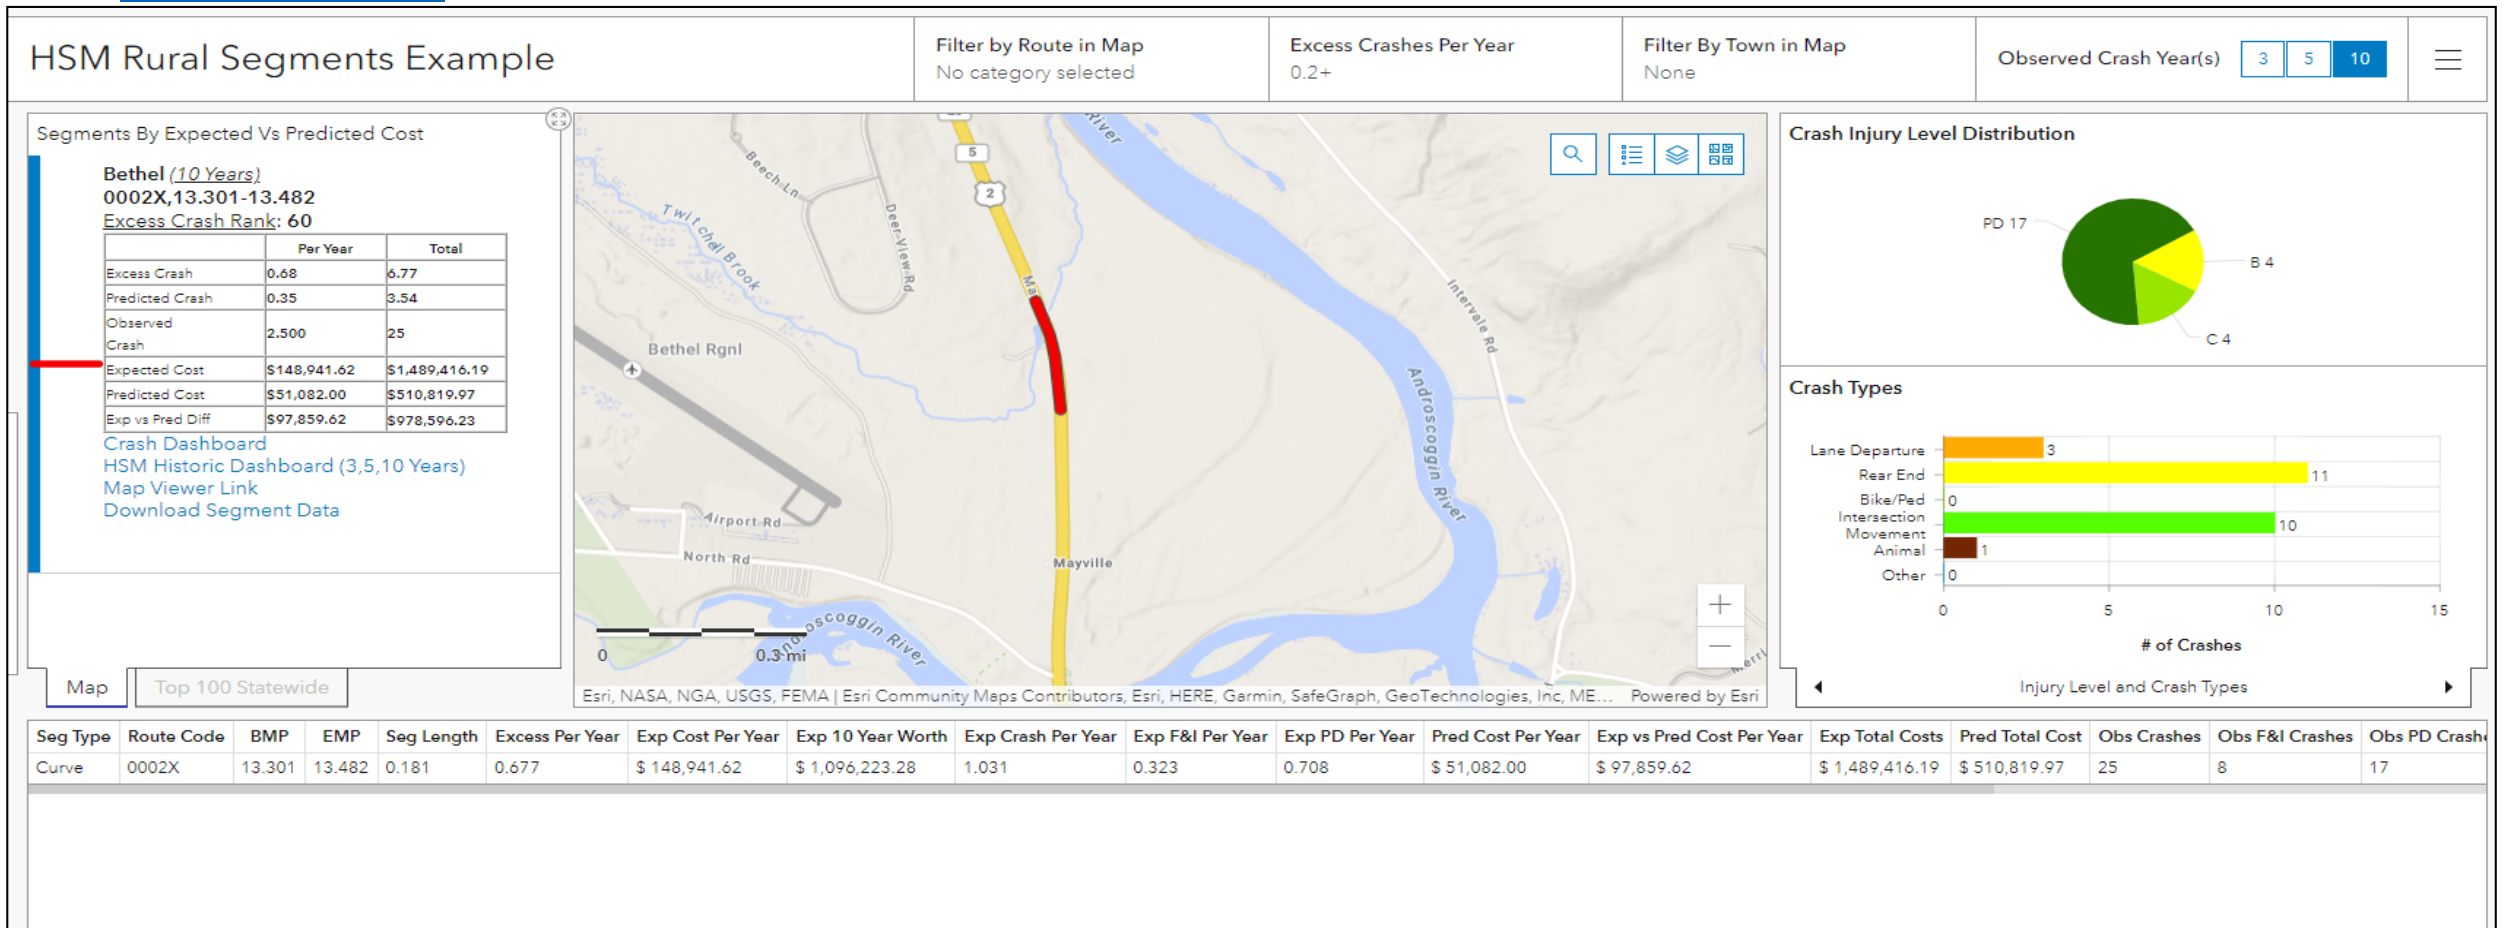 HSM Rural Segments Example
Filter by Route in Map
No category selected
Excess Crashes Per Year
0.2+
Filter By Town in Map
None
Observed Crash Year(s) 3 5 10
Segments By Expected Vs Predicted Cost
Bethel (10 Years)
0002X,13.301-13.482
Excess Crash Rank: 60
Per Year Total
Excess Crash 0.68 6.77
Predicted Crash 0.35 3.54
Observed
Crash 2.500 25
Expected Cost $148,941.62 $1,489,416.19
Predicted Cost $51,082.00 $510,819.97
Exp vs Pred Diff $97,859.62 $978,596.23
Crash Dashboard
HSM Historic Dashboard (3,5,10 Years)
Map Viewer Link
Download Segment Data
Map
Top 100 Statewide
River
5
2
Beech Ln
Deer View Rd
Twitchell Brook
Ma
Bethel Rgnl
Intervale Rd
Androscoggin River
Airport Rd
North Rd
Mayville
Androscoggin River
0 0.3 mi
Merri
Esri, NASA, NGA, USGS, FEMA | Esri Community Maps Contributors, Esri, HERE, Garmin, SafeGraph, GeoTechnologies, Inc, ME... Powered by Esri
Crash Injury Level Distribution
PD 17
B 4
C 4
Crash Types
Lane Departure 3
Rear End 11
Bike/Ped 0
Intersection
Movement 10
Animal 1
Other 0
0 5 10 15
# of Crashes
Injury Level and Crash Types
Seg Type Route Code BMP EMP Seg Length Excess Per Year Exp Cost Per Year Exp 10 Year Worth Exp Crash Per Year Exp F&I Per Year Exp PD Per Year Pred Cost Per Year Exp vs Pred Cost Per Year Exp Total Costs Pred Total Cost Obs Crashes Obs F&I Crashes Obs PD Crashe
Curve 0002X 13.301 13.482 0.181 0.677 $ 148,941.62 $ 1,096,223.28 1.031 0.323 0.708 $ 51,082.00 $ 97,859.62 $ 1,489,416.19 $ 510,819.97 25 8 17